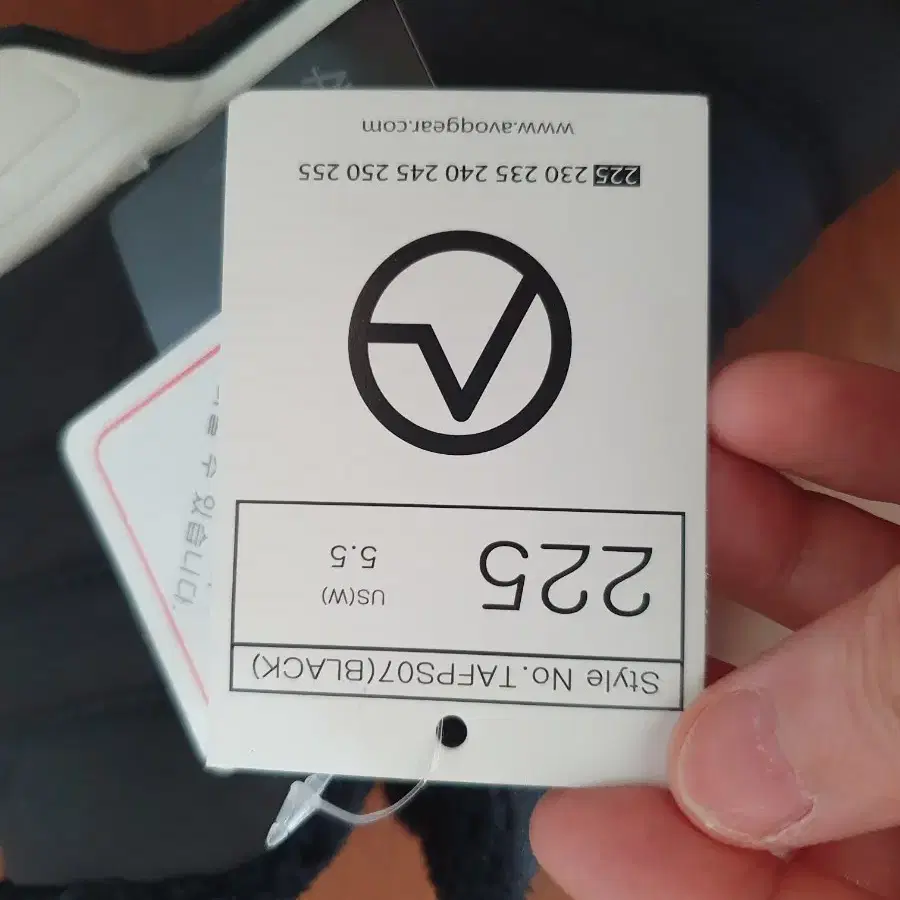 Style No.TAFPS07(BLACK)
225
US(W)
5.5
225 230 235 240 245 250 255
www.avoqgear.com
수 있습니다.